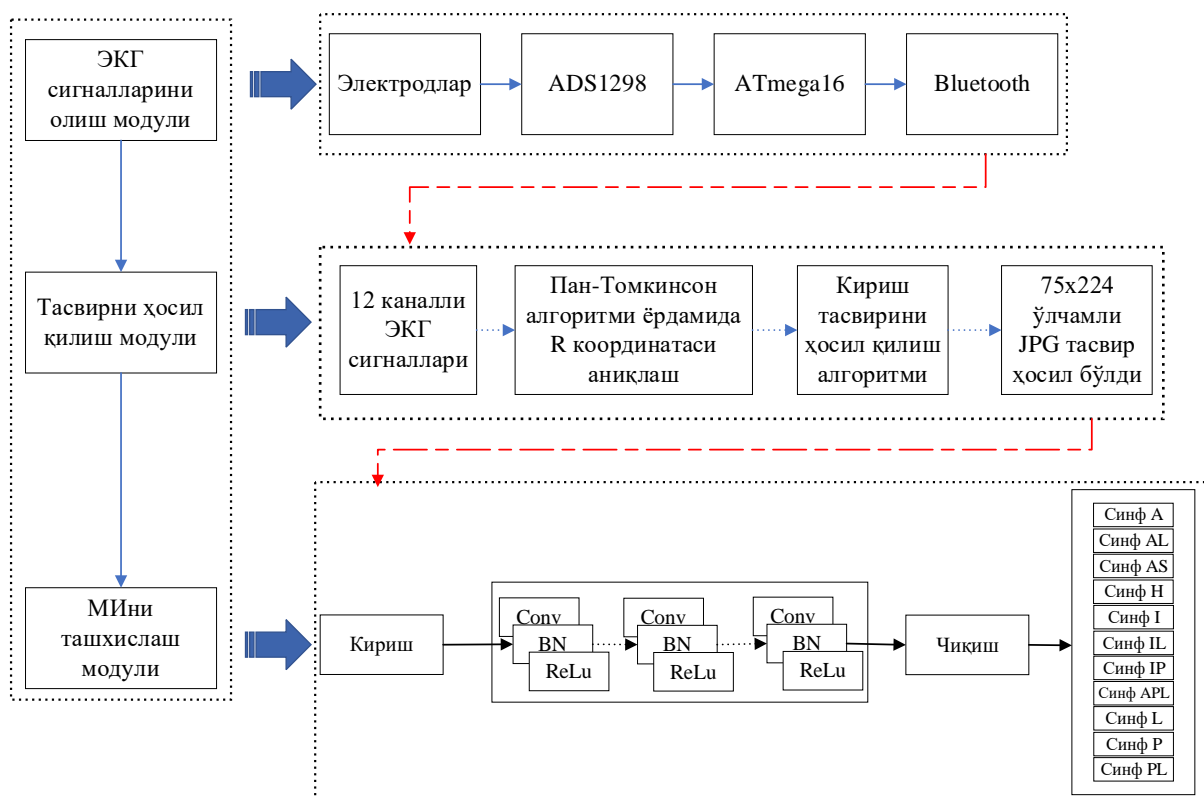 ЭКГ
сигналларини
олиш модули
Электродлар
ADS1298
ATmega16
Bluetooth
Тасвирни ҳосил
қилиш модули
12 каналли
ЭКГ
сигналлари
Пан-Томкинсон
алгоритми ёрдамида
R координатаси
аниқлаш
Кириш
тасвирини
ҳосил қилиш
алгоритми
75x224
ўлчамли
JPG тасвир
ҳосил бўлди
МИни
ташхислаш
модули
Кириш
Conv
BN
ReLu
Conv
BN
ReLu
Conv
BN
ReLu
Чиқиш
Синф A
Синф AL
Синф AS
Синф H
Синф I
Синф IL
Синф IP
Синф APL
Синф L
Синф P
Синф PL